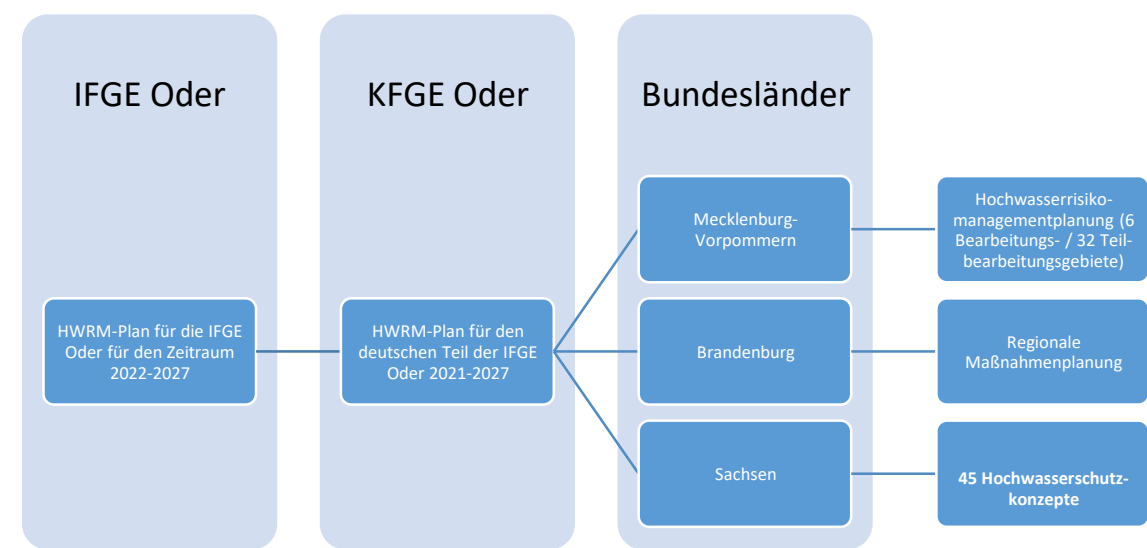 IFGE Oder
KFGE Oder
Bundesländer
HWRM-Plan für die IFGE
Oder für den Zeitraum
2022-2027
HWRM-Plan für den
deutschen Teil der IFGE
Oder 2021-2027
Mecklenburg-
Vorpommern
Hochwasserrisiko-
managementplanung (6
Bearbeitungs- / 32 Teil-
bearbeitungsgebiete)
Brandenburg
Regionale
Maßnahmenplanung
Sachsen
45 Hochwasserschutz-
konzepte